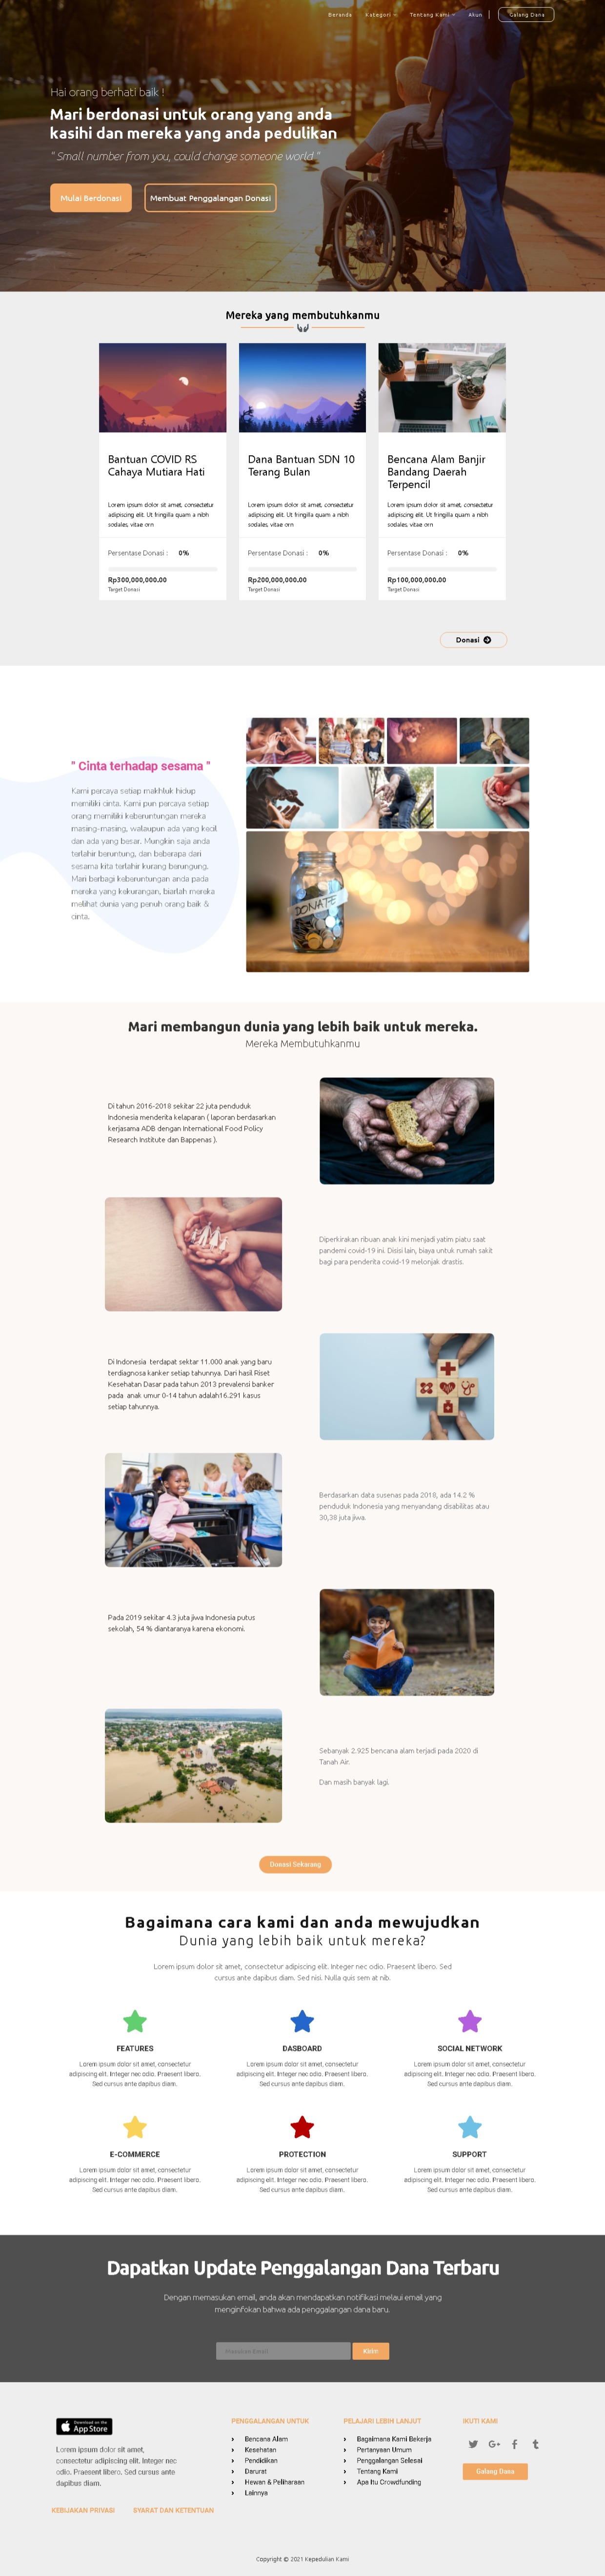 Beranda Kategori Tentang Kami Akun Galang Dana
Hai orang berhati baik !
Mari berdonasi untuk orang yang anda
kasihi dan mereka yang anda pedulikan
" Small number from you, could change someone world "
Mulai Berdonasi Membuat Penggalangan Donasi
Mereka yang membutuhkanmu
Bantuan COVID RS
Cahaya Mutiara Hati
Lorem ipsum dolor sit amet, consectetur
adipiscing elit. Ut fringilla quam a nibh
sodales, vitae orn
Persentase Donasi : 0%
Rp300,000,000.00
Target Donasi
Dana Bantuan SDN 10
Terang Bulan
Lorem ipsum dolor sit amet, consectetur
adipiscing elit. Ut fringilla quam a nibh
sodales, vitae orn
Persentase Donasi : 0%
Rp200,000,000.00
Target Donasi
Bencana Alam Banjir
Bandang Daerah
Terpencil
Lorem ipsum dolor sit amet, consectetur
adipiscing elit. Ut fringilla quam a nibh
sodales, vitae orn
Persentase Donasi : 0%
Rp100,000,000.00
Target Donasi
Donasi
" Cinta terhadap sesama "
Kami percaya setiap makhluk hidup
memiliki cinta. Kami pun percaya setiap
orang memiliki keberuntungan mereka
masing-masing, walaupun ada yang kecil
dan ada yang besar. Mungkin saja anda
terlahir beruntung, dan beberapa dari
sesama kita terlahir kurang berungung.
Mari berbagi keberuntungan anda pada
mereka yang kekurangan, biarlah mereka
melihat dunia yang penuh orang baik &
cinta.
DONATE
Mari membangun dunia yang lebih baik untuk mereka.
Mereka Membutuhkanmu
Di tahun 2016-2018 sekitar 22 juta penduduk
Indonesia menderita kelaparan ( laporan berdasarkan
kerjasama ADB dengan International Food Policy
Research Institute dan Bappenas ).
Diperkirakan ribuan anak kini menjadi yatim piatu saat
pandemi covid-19 ini. Disisi lain, biaya untuk rumah sakit
bagi para penderita covid-19 melonjak drastis.
Di Indonesia terdapat sektar 11.000 anak yang baru
terdiagnosa kanker setiap tahunnya. Dari hasil Riset
Kesehatan Dasar pada tahun 2013 prevalensi banker
pada anak umur 0-14 tahun adalah16.291 kasus
setiap tahunnya.
Berdasarkan data susenas pada 2018, ada 14.2 %
penduduk Indonesia yang menyandang disabilitas atau
30,38 juta jiwa.
Pada 2019 sekitar 4.3 juta jiwa Indonesia putus
sekolah, 54 % diantaranya karena ekonomi.
Sebanyak 2.925 bencana alam terjadi pada 2020 di
Tanah Air.
Dan masih banyak lagi.
Donasi Sekarang
Bagaimana cara kami dan anda mewujudkan
Dunia yang lebih baik untuk mereka?
Lorem ipsum dolor sit amet, consectetur adipiscing elit. Integer nec odio. Praesent libero. Sed
cursus ante dapibus diam. Sed nisi. Nulla quis sem at nib.
FEATURES
Lorem ipsum dolor sit amet, consectetur
adipiscing elit. Integer nec odio. Praesent libero.
Sed cursus ante dapibus diam.
DASBOARD
Lorem ipsum dolor sit amet, consectetur
adipiscing elit. Integer nec odio. Praesent libero.
Sed cursus ante dapibus diam.
SOCIAL NETWORK
Lorem ipsum dolor sit amet, consectetur
adipiscing elit. Integer nec odio. Praesent libero.
Sed cursus ante dapibus diam.
E-COMMERCE
Lorem ipsum dolor sit amet, consectetur
adipiscing elit. Integer nec odio. Praesent libero.
Sed cursus ante dapibus diam.
PROTECTION
Lorem ipsum dolor sit amet, consectetur
adipiscing elit. Integer nec odio. Praesent libero.
Sed cursus ante dapibus diam.
SUPPORT
Lorem ipsum dolor sit amet, consectetur
adipiscing elit. Integer nec odio. Praesent libero.
Sed cursus ante dapibus diam.
Dapatkan Update Penggalangan Dana Terbaru
Dengan memasukan email, anda akan mendapatkan notifikasi melaui email yang
menginfokan bahwa ada penggalangan dana baru.
Masukan Email Kirim
Download on the
App Store
Lorem ipsum dolor sit amet,
consectetur adipiscing elit. Integer nec
odio. Praesent libero. Sed cursus ante
dapibus diam.
KEBIJAKAN PRIVASI SYARAT DAN KETENTUAN
PENGGALANGAN UNTUK
Bencana Alam
Kesehatan
Pendidikan
Darurat
Hewan & Peliharaan
Lainnya
PELAJARI LEBIH LANJUT
Bagaimana Kami Bekerja
Pertanyaan Umum
Penggalangan Selesai
Tentang Kami
Apa Itu Crowdfunding
IKUTI KAMI
Galang Dana
Copyright © 2021 Kepedulian Kami